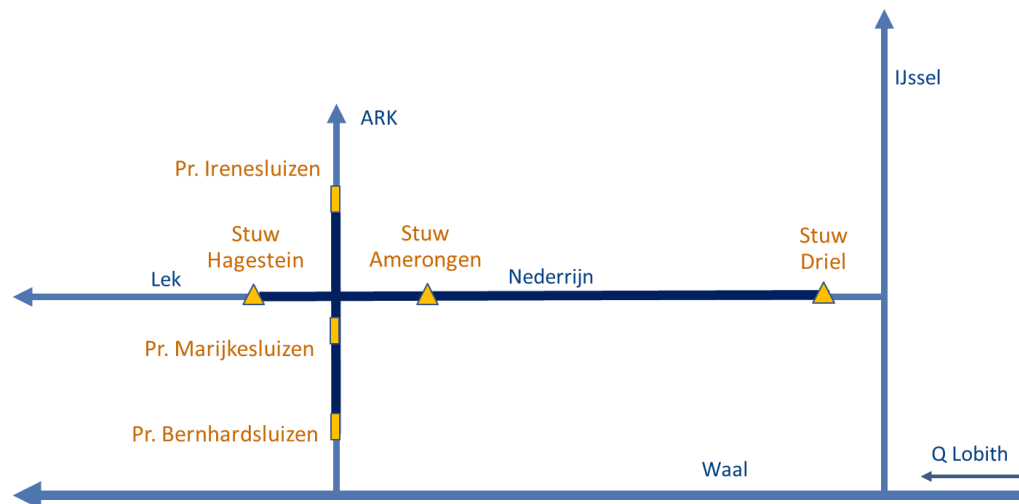 IJssel
ARK
Pr. Irenesluizen
Stuw
Hagestein
Stuw
Amerongen
Stuw
Driel
Lek
Nederrijn
Pr. Marijkesluizen
Pr. Bernhardsluizen
Q Lobith
Waal